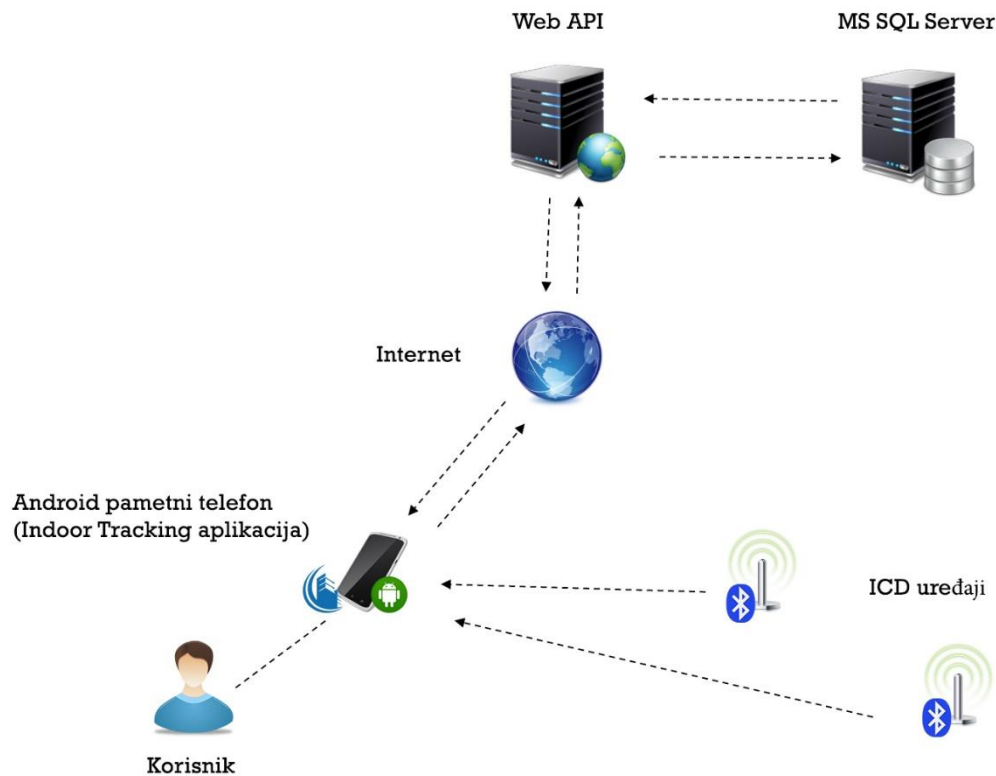 Web API
MS SQL Server
Internet
Android pametni telefon
(Indoor Tracking aplikacija)
ICD uređaji
Korisnik